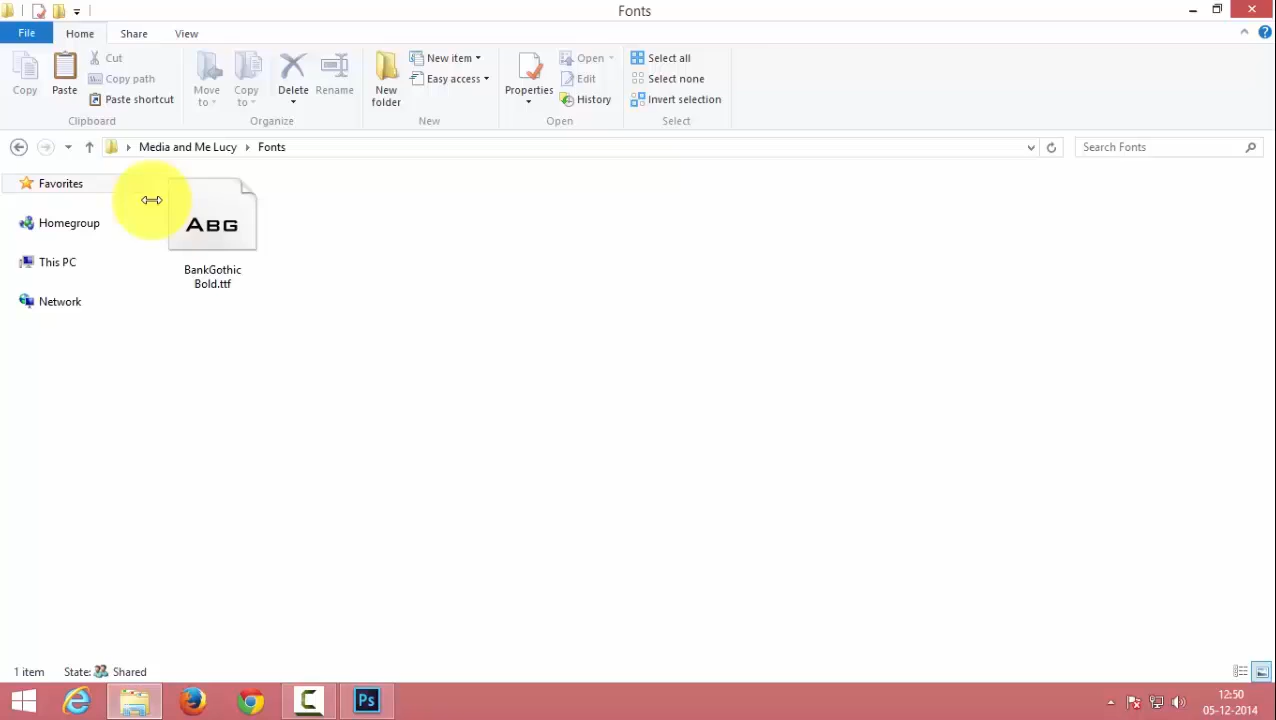 Fonts
File
Home
Share
View
Copy
Paste
Cut
Copy path
Paste shortcut
Clipboard
Move to
Copy to
Delete
Rename
Organize
New folder
New item
Easy access
New
Properties
Open
Edit
History
Open
Select all
Select none
Invert selection
Select
Media and Me Lucy
Fonts
Search Fonts
Favorites
Homegroup
This PC
Network
ABG
BankGothic
Bold.ttf
1 item
State:
Shared
Ps
12:50
05-12-2014